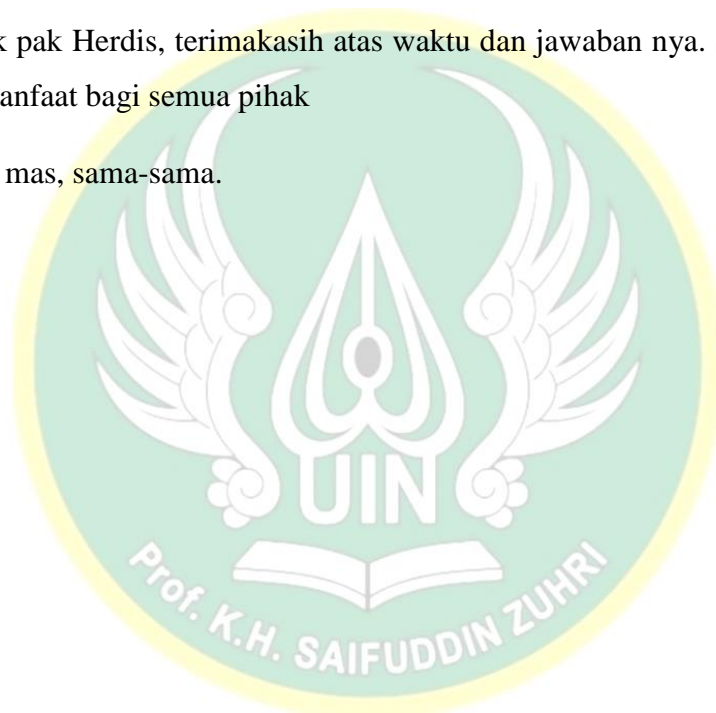 k pak Herdis, terimakasih atas waktu dan jawaban nya.
anfaat bagi semua pihak
mas, sama-sama.
UIN
Prof. K.H. SAIFUDDIN ZUHRI